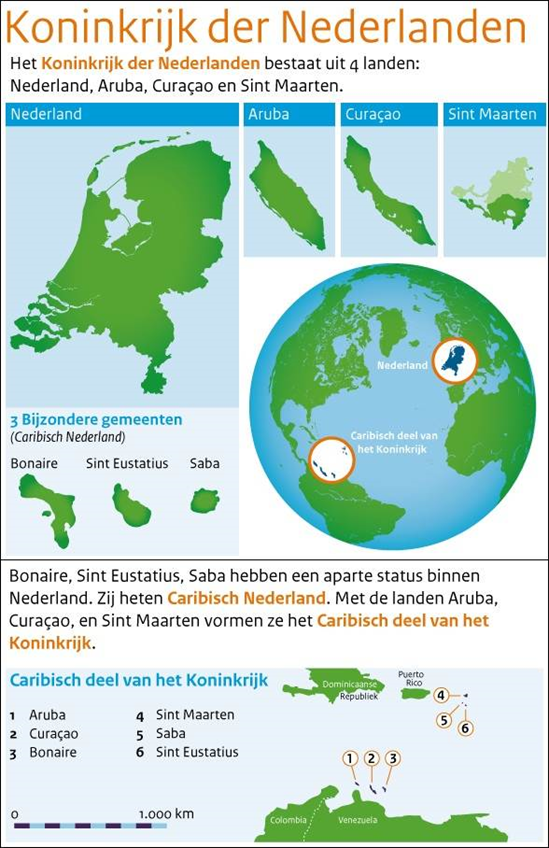 Koninkrijk der Nederlanden
Het Koninkrijk der Nederlanden bestaat uit 4 landen:
Nederland, Aruba, Curaçao en Sint Maarten.
Nederland
Aruba
Curaçao
Sint Maarten
Nederland
Caribisch deel van
het Koninkrijk
3 Bijzondere gemeenten
(Caribisch Nederland)
Bonaire
Sint Eustatius
Saba
Bonaire, Sint Eustatius, Saba hebben een aparte status binnen
Nederland. Zij heten Caribisch Nederland. Met de landen Aruba,
Curaçao, en Sint Maarten vormen ze het Caribisch deel van het
Koninkrijk.
Caribisch deel van het Koninkrijk
1 Aruba
2 Curaçao
3 Bonaire
4 Sint Maarten
5 Saba
6 Sint Eustatius
0 1.000 km
Dominicaanse
Republiek
Puerto
Rico
4
5
6
1
2
3
Colombia
Venezuela